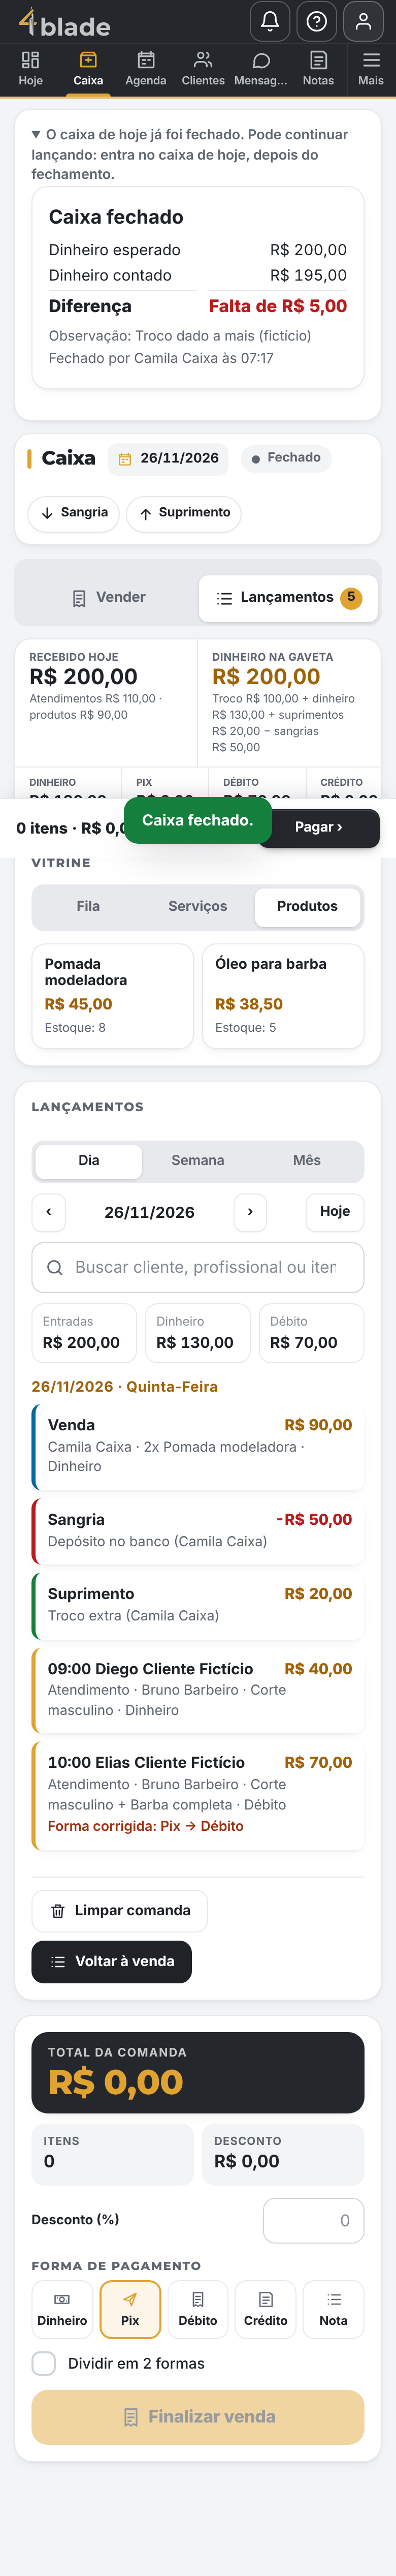 4blade
Hoje
Caixa
Agenda
Clientes
Mensag...
Notas
Mais
▼ O caixa de hoje já foi fechado. Pode continuar
lançando: entra no caixa de hoje, depois do
fechamento.
Caixa fechado
Dinheiro esperado R$ 200,00
Dinheiro contado R$ 195,00
Diferença Falta de R$ 5,00
Observação: Troco dado a mais (fictício)
Fechado por Camila Caixa às 07:17
Caixa 26/11/2026 Fechado
Sangria
Suprimento
Vender
Lançamentos 5
RECEBIDO HOJE
R$ 200,00
Atendimentos R$ 110,00 ·
produtos R$ 90,00
DINHEIRO NA GAVETA
R$ 200,00
Troco R$ 100,00 + dinheiro
R$ 130,00 + suprimentos
R$ 20,00 − sangrias
R$ 50,00
DINHEIRO
PIX
DÉBITO
CRÉDITO
0 itens · R$ 0,0
Caixa fechado.
Pagar ›
VITRINE
Fila
Serviços
Produtos
Pomada
modeladora
R$ 45,00
Estoque: 8
Óleo para barba
R$ 38,50
Estoque: 5
LANÇAMENTOS
Dia
Semana
Mês
‹
26/11/2026
›
Hoje
Buscar cliente, profissional ou iten
Entradas
R$ 200,00
Dinheiro
R$ 130,00
Débito
R$ 70,00
26/11/2026 · Quinta-Feira
Venda R$ 90,00
Camila Caixa · 2x Pomada modeladora ·
Dinheiro
Sangria -R$ 50,00
Depósito no banco (Camila Caixa)
Suprimento R$ 20,00
Troco extra (Camila Caixa)
09:00 Diego Cliente Fictício R$ 40,00
Atendimento · Bruno Barbeiro · Corte
masculino · Dinheiro
10:00 Elias Cliente Fictício R$ 70,00
Atendimento · Bruno Barbeiro · Corte
masculino + Barba completa · Débito
Forma corrigida: Pix → Débito
Limpar comanda
Voltar à venda
TOTAL DA COMANDA
R$ 0,00
ITENS
0
DESCONTO
R$ 0,00
Desconto (%) 0
FORMA DE PAGAMENTO
Dinheiro
Pix
Débito
Crédito
Nota
Dividir em 2 formas
Finalizar venda